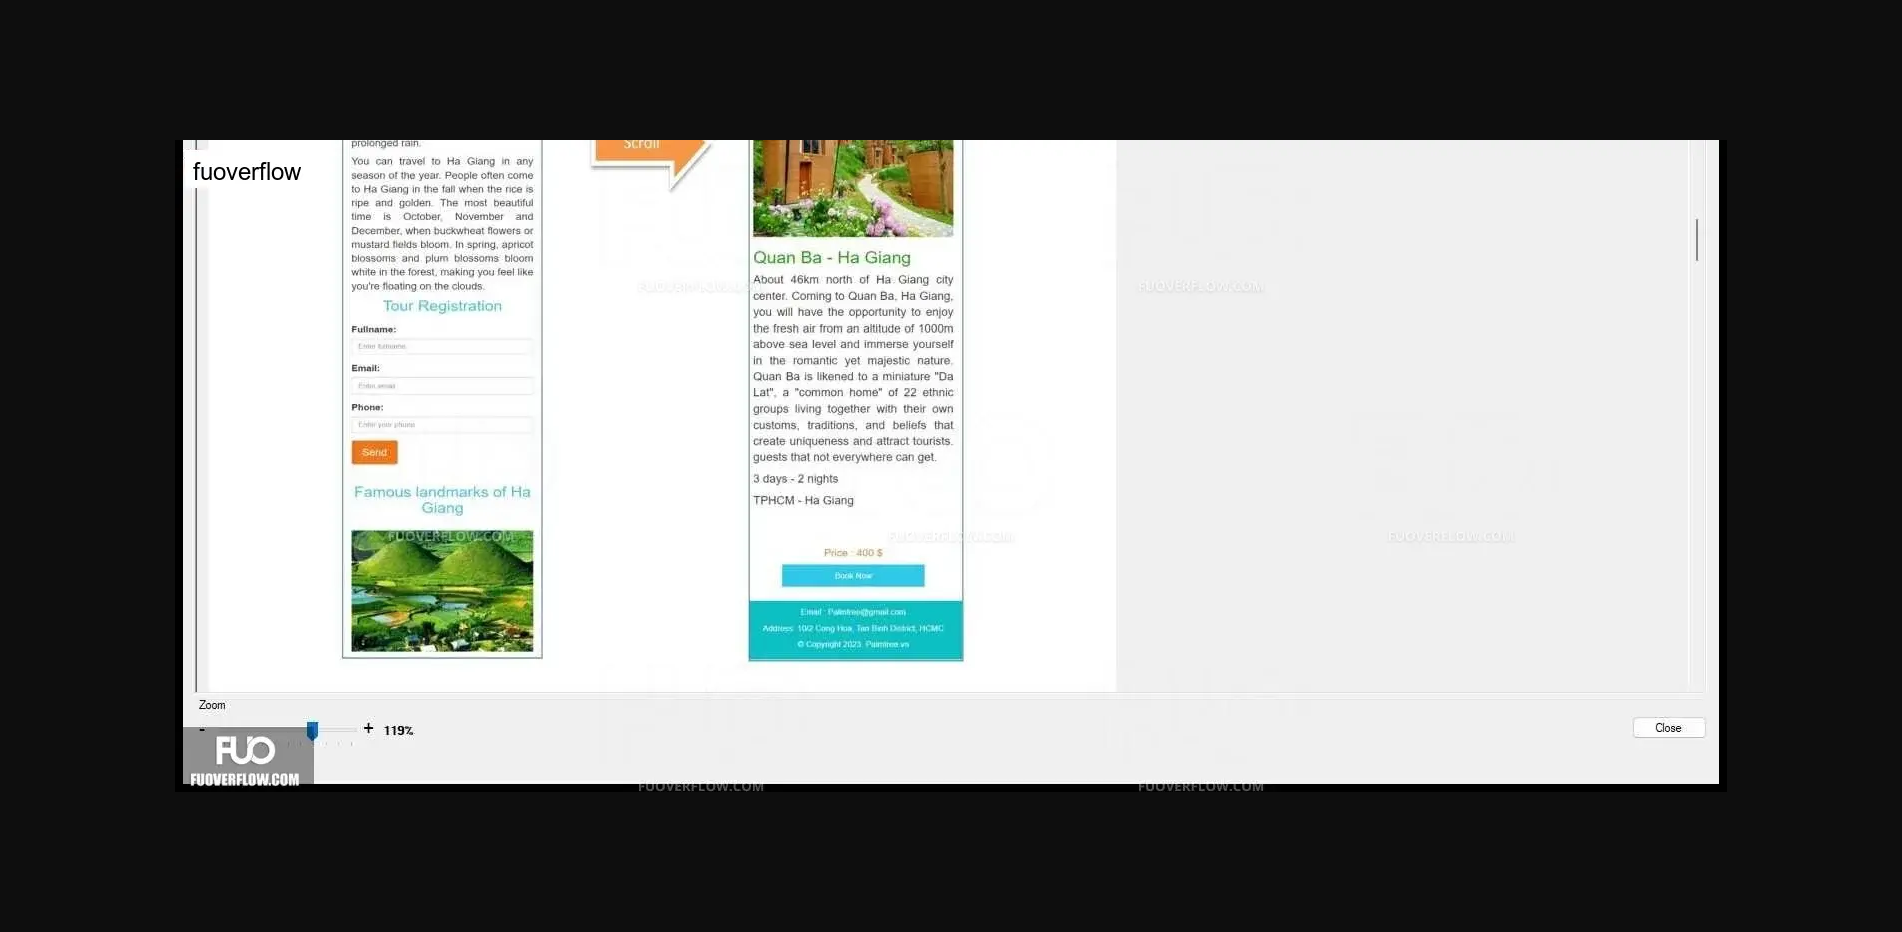 fuoverflow
prolonged rain.
You can travel to Ha Giang in any
season of the year. People often come
to Ha Giang in the fall when the rice is
ripe and golden. The most beautiful
time is October, November and
December, when buckwheat flowers or
mustard fields bloom. In spring, apricot
blossoms and plum blossoms bloom
white in the forest, making you feel like
you're floating on the clouds.
Tour Registration
Fullname:
Enter fullname
Email:
Enter email
Phone:
Enter your phone
Send
Famous landmarks of Ha
Giang
Scroll
Quan Ba - Ha Giang
About 46km north of Ha Giang city
center. Coming to Quan Ba, Ha Giang,
you will have the opportunity to enjoy
the fresh air from an altitude of 1000m
above sea level and immerse yourself
in the romantic yet majestic nature.
Quan Ba is likened to a miniature "Da
Lat", a "common home" of 22 ethnic
groups living together with their own
customs, traditions, and beliefs that
create uniqueness and attract tourists.
guests that not everywhere can get.
3 days - 2 nights
TPHCM - Ha Giang
Price : 400 $
Book Now
Email : Palmtree@gmail.com
Address: 10/2 Cong Hoa, Tan Binh District, HCMC
© Copyright 2023. Palmtree.vn
FUOVERFLOW.COM
FUOVERFLOW.COM
FUOVERFLOW.COM
FUOVERFLOW.COM
FUOVERFLOW.COM
Zoom
- + 119%
Close
FUO
FUOVERFLOW.COM
FUOVERFLOW.COM
FUOVERFLOW.COM